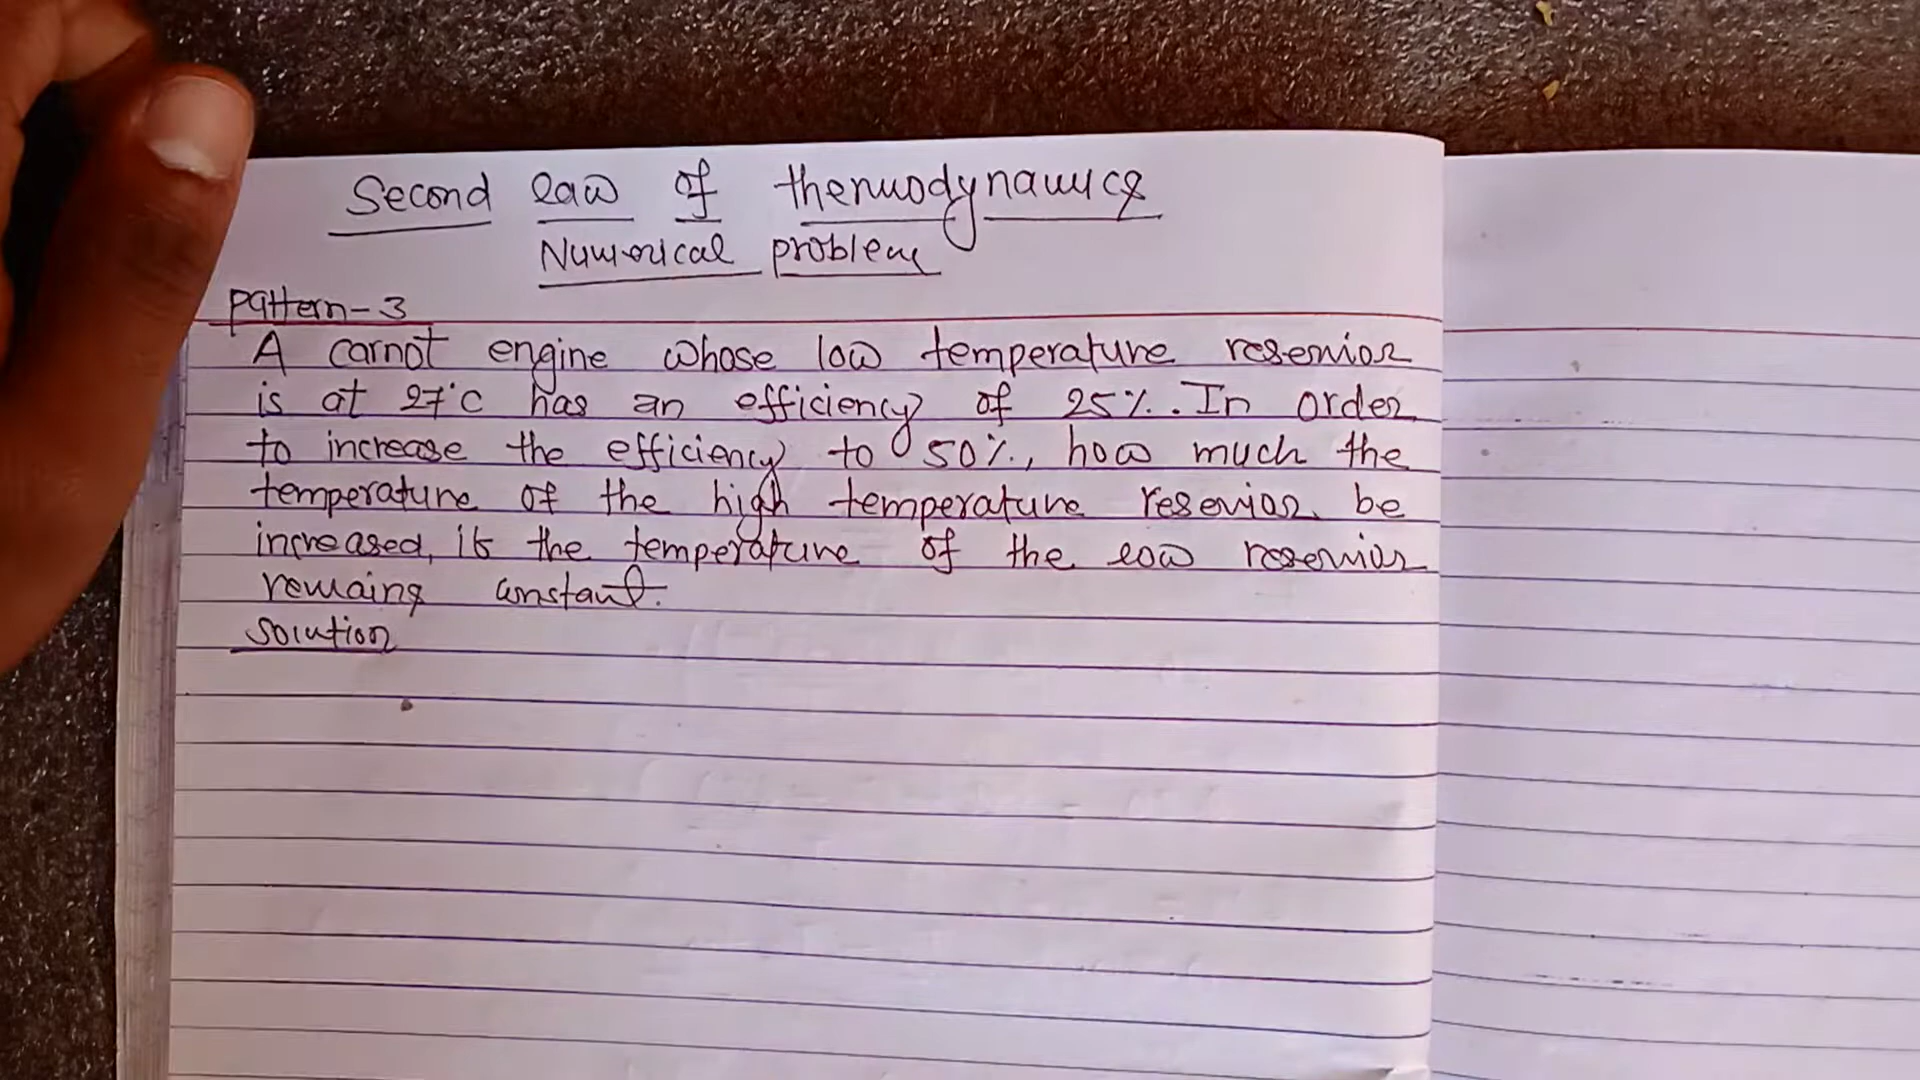 Second law of thermodynamics
Numerical problem
Pattern-3
A carnot engine whose low temperature reservior
is at 27°C has an efficiency of 25%. In order
to increase the efficiency to 50%, how much the
temperature of the high temperature resevior be
increased, if the temperature of the low reservior
remains constant.
Solution